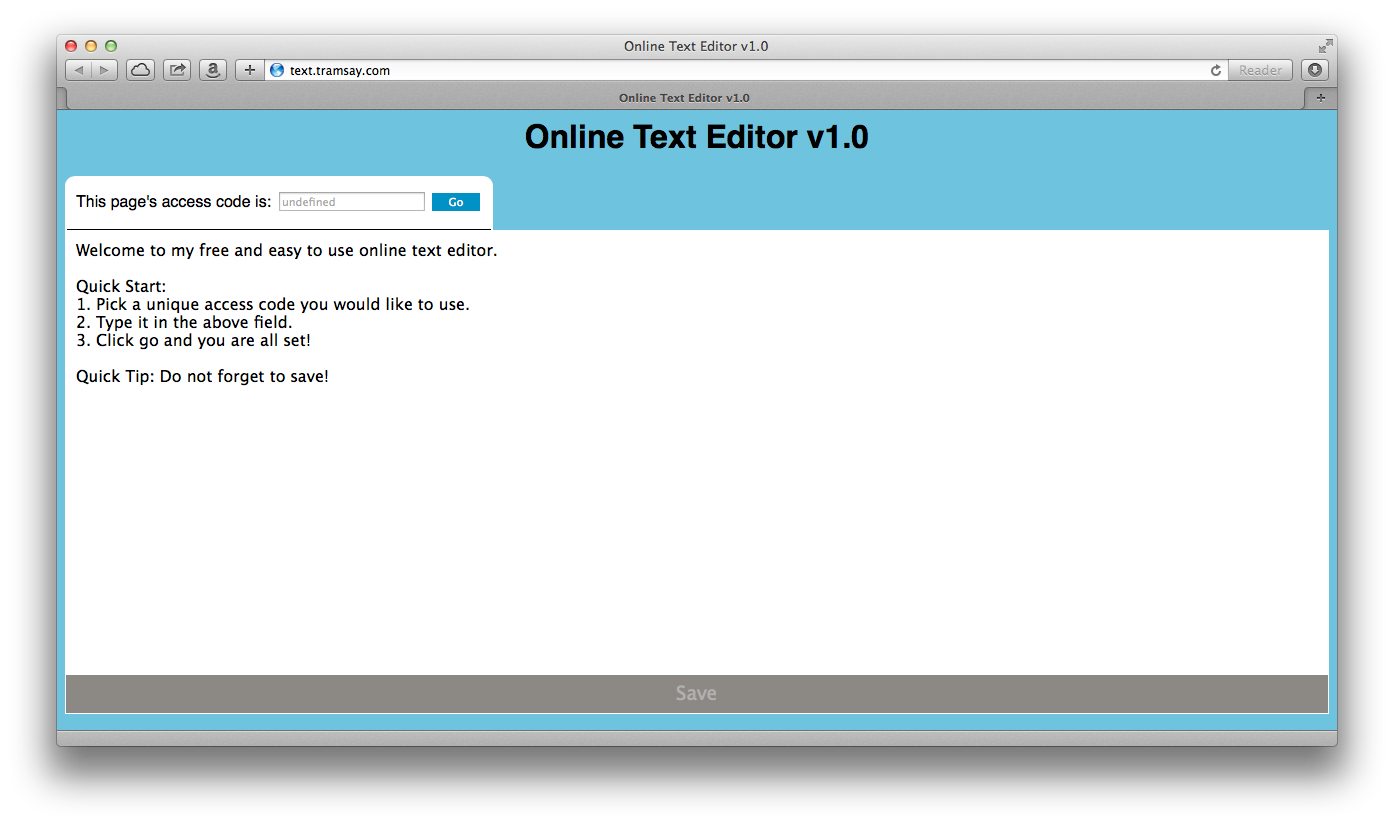 Online Text Editor v1.0
text.tramsay.com
Reader
Online Text Editor v1.0
Online Text Editor v1.0
This page's access code is: undefined Go
Welcome to my free and easy to use online text editor.
Quick Start:
1. Pick a unique access code you would like to use.
2. Type it in the above field.
3. Click go and you are all set!
Quick Tip: Do not forget to save!
Save